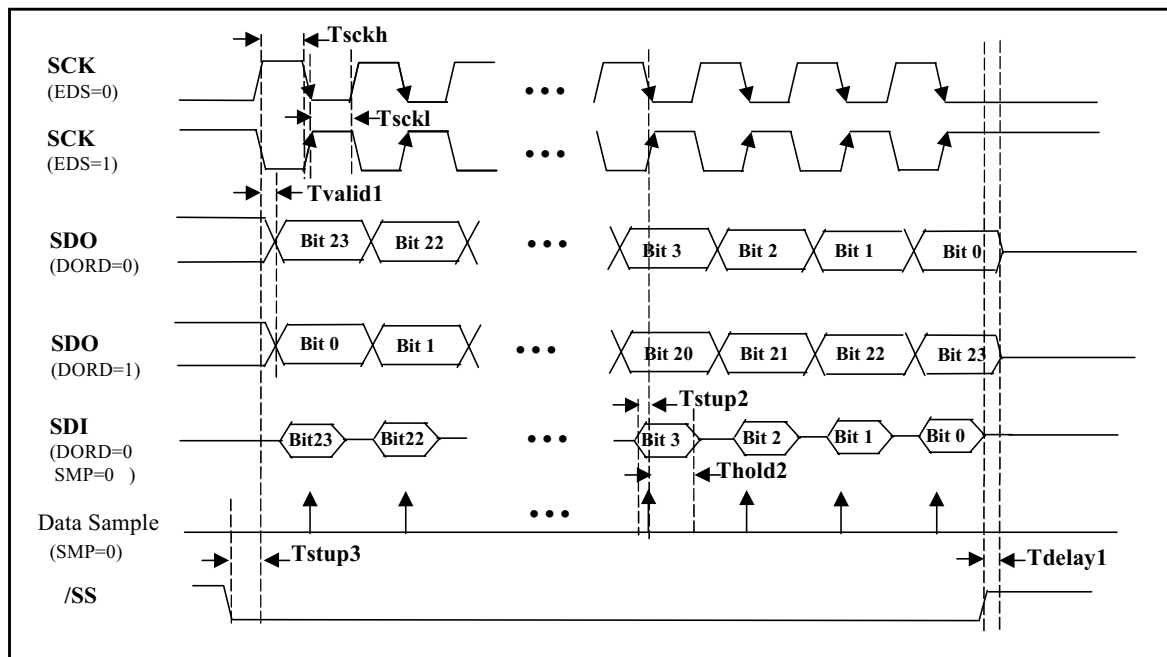 Tsckh
SCK
(EDS=0)
Tsckl
SCK
(EDS=1)
Tvalid1
SDO
(DORD=0)
Bit 23 Bit 22 Bit 3 Bit 2 Bit 1 Bit 0
SDO
(DORD=1)
Bit 0 Bit 1 Bit 20 Bit 21 Bit 22 Bit 23
Tstup2
SDI
(DORD=0
SMP=0 )
Bit23 Bit22 Bit 3 Bit 2 Bit 1 Bit 0
Thold2
Data Sample
(SMP=0)
Tstup3 Tdelay1
/SS